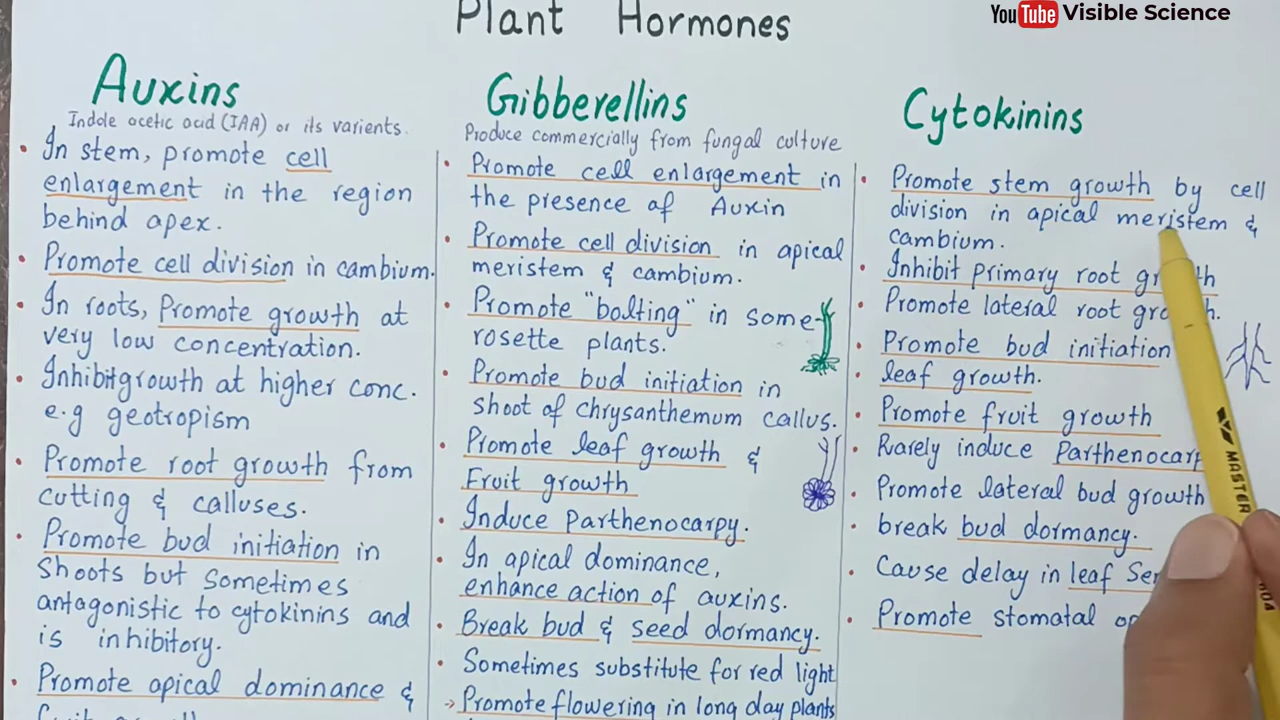 Plant Hormones
YouTube Visible Science
Auxins
Indole acetic acid (IAA) or its varients.
• In stem, promote cell
enlargement in the region
behind apex.
• Promote cell division in cambium.
• In roots, Promote growth at
very low concentration.
• Inhibit growth at higher conc.
e.g geotropism
• Promote root growth from
cutting & calluses.
• Promote bud initiation in
shoots but sometimes
antagonistic to cytokinins and
is inhibitory.
• Promote apical dominance &
Gibberellins
Produce commercially from fungal culture
• Promote cell enlargement in
the presence of Auxin
• Promote cell division in apical
meristem & cambium.
• Promote "bolting" in some
rosette plants.
• Promote bud initiation in
shoot of chrysanthemum callus.
• Promote leaf growth &
Fruit growth
• Induce Parthenocarpy.
• In apical dominance,
enhance action of auxins.
• Break bud & seed dormancy.
• Sometimes substitute for red light
→ Promote flowering in long day plants
Cytokinins
• Promote stem growth by cell
division in apical meristem &
cambium.
• Inhibit primary root growth
• Promote lateral root growth.
• Promote bud initiation
• leaf growth.
• Promote fruit growth
• Rarely induce Parthenocarp
• Promote lateral bud growth
• break bud dormancy.
• Cause delay in leaf Se
• Promote stomatal o
MASTER